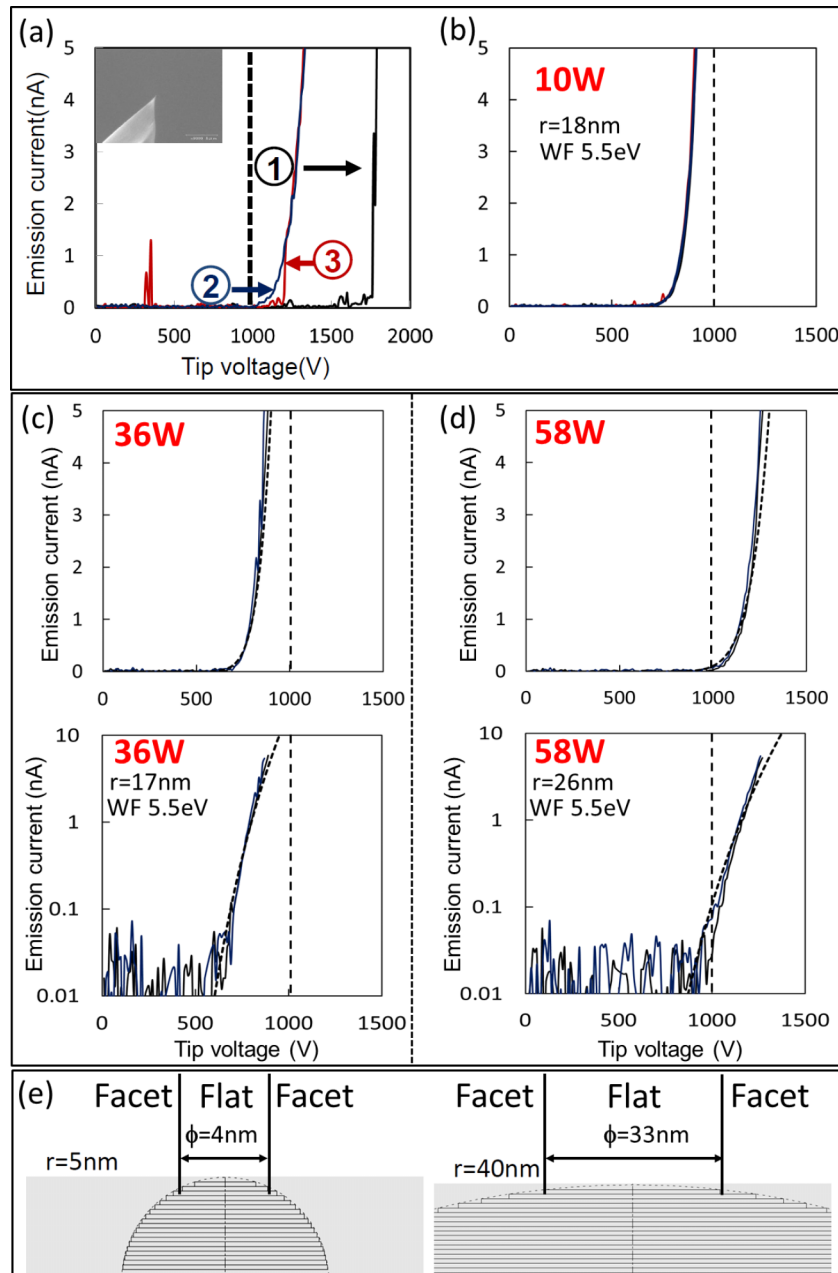 (a)
Emission current(nA)
5
4
3
2
1
0
0 500 1000 1500 2000
Tip voltage(V)
1
2
3
(b)
10W
r=18nm
WF 5.5eV
5
4
3
2
1
0
0 500 1000 1500
(c)
36W
Emission current (nA)
5
4
3
2
1
0
0 500 1000 1500
36W
r=17nm
WF 5.5eV
Emission current (nA)
10
1
0.1
0.01
0 500 1000 1500
Tip voltage (V)
(d)
58W
Emission current (nA)
5
4
3
2
1
0
0 500 1000 1500
58W
r=26nm
WF 5.5eV
Emission current (nA)
10
1
0.1
0.01
0 500 1000 1500
Tip voltage (V)
(e)
Facet Flat Facet
ϕ=4nm
r=5nm
Facet Flat Facet
ϕ=33nm
r=40nm